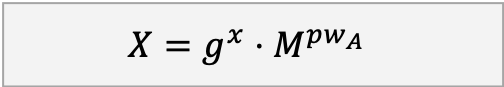 X = g^x · M^{pw_A}